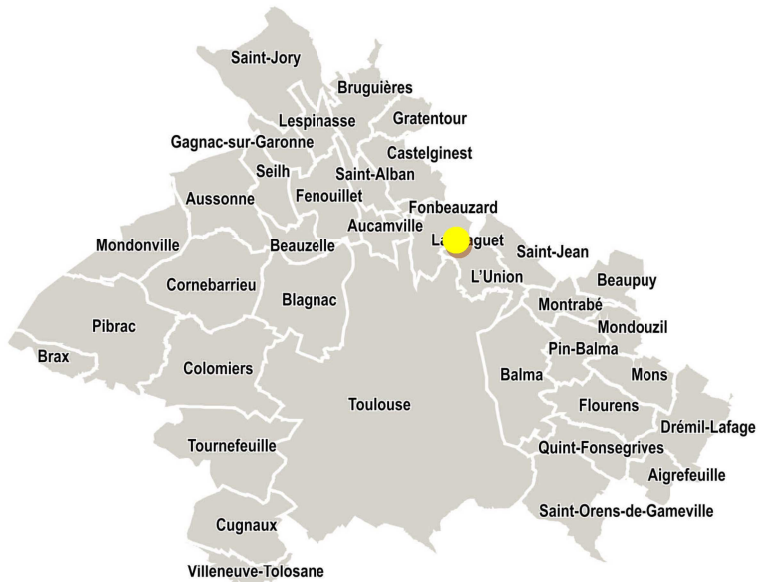 Saint-Jory
Bruguières
Lespinasse
Gratentour
Gagnac-sur-Garonne
Castelginest
Seilh
Saint-Alban
Aussonne
Fenouillet
Fonbeauzard
Aucamville
Mondonville
Beauzelle
Saint-Jean
Cornebarrieu
L'Union
Beaupuy
Blagnac
Montrabé
Pibrac
Mondouzil
Pin-Balma
Brax
Colomiers
Balma
Mons
Toulouse
Flourens
Drémil-Lafage
Tournefeuille
Quint-Fonsegrives
Aigrefeuille
Saint-Orens-de-Gameville
Cugnaux
Villeneuve-Tolosane